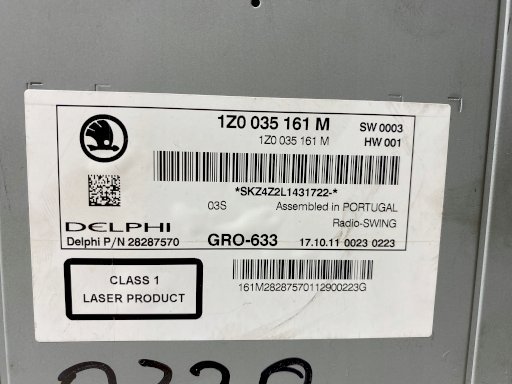 1Z0 035 161 M SW 0003
1Z0 035 161 M HW 001
*SKZ4Z2L1431722-*
03S Assembled in PORTUGAL
Radio-SWING
DELPHI
Delphi P/N 28287570 GRO-633 17.10.11 0023 0223
CLASS 1
LASER PRODUCT
161M28287570112900223G